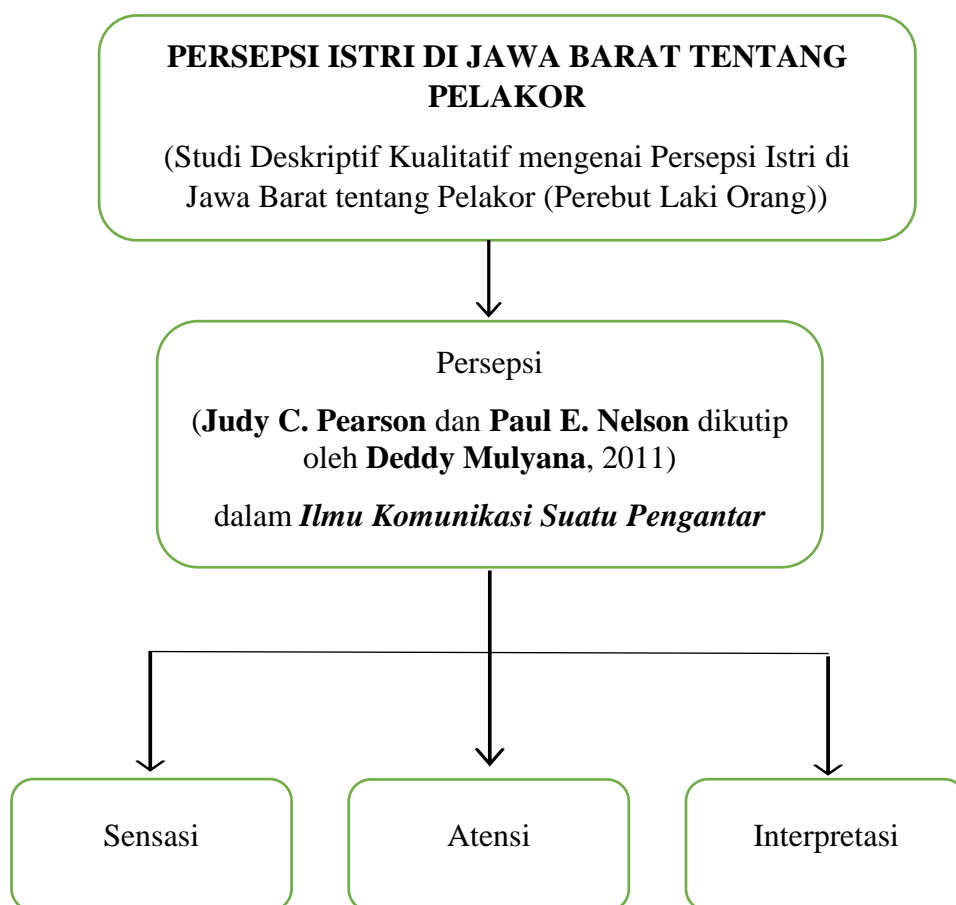 PERSEPSI ISTRI DI JAWA BARAT TENTANG
PELAKOR
(Studi Deskriptif Kualitatif mengenai Persepsi Istri di
Jawa Barat tentang Pelakor (Perebut Laki Orang))
Persepsi
(Judy C. Pearson dan Paul E. Nelson dikutip
oleh Deddy Mulyana, 2011)
dalam Ilmu Komunikasi Suatu Pengantar
Sensasi
Atensi
Interpretasi